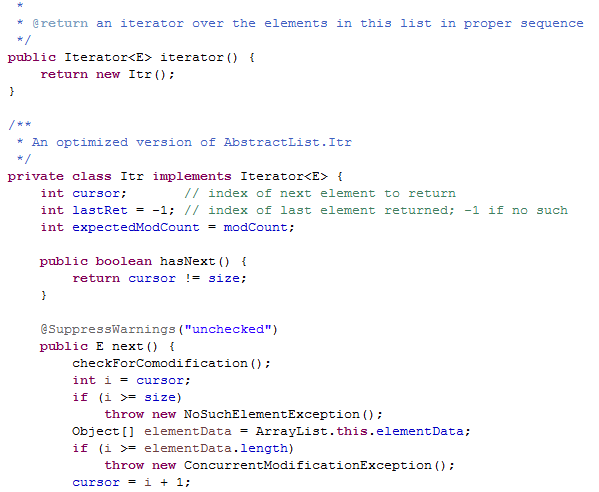 *
 * @return an iterator over the elements in this list in proper sequence
 */
public Iterator<E> iterator() {
    return new Itr();
}

/**
 * An optimized version of AbstractList.Itr
 */
private class Itr implements Iterator<E> {
    int cursor;       // index of next element to return
    int lastRet = -1; // index of last element returned; -1 if no such
    int expectedModCount = modCount;

    public boolean hasNext() {
        return cursor != size;
    }

    @SuppressWarnings("unchecked")
    public E next() {
        checkForComodification();
        int i = cursor;
        if (i >= size)
            throw new NoSuchElementException();
        Object[] elementData = ArrayList.this.elementData;
        if (i >= elementData.length)
            throw new ConcurrentModificationException();
        cursor = i + 1;